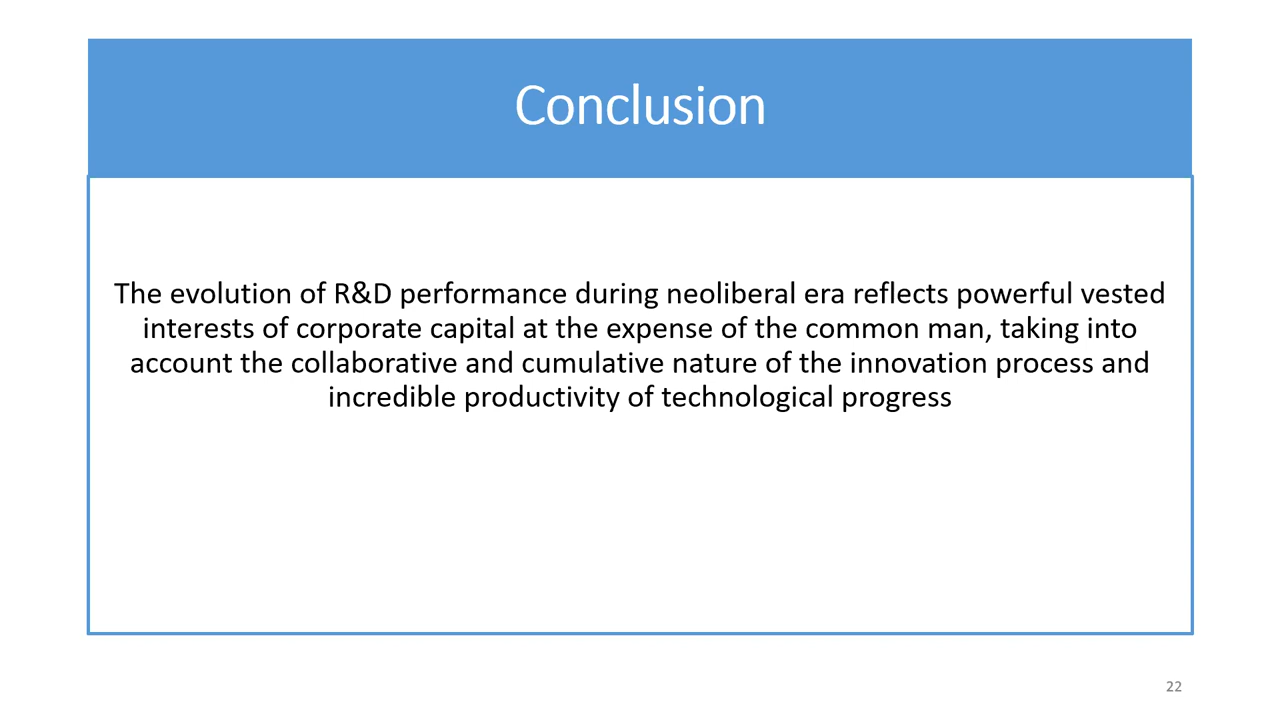 Conclusion
The evolution of R&D performance during neoliberal era reflects powerful vested
interests of corporate capital at the expense of the common man, taking into
account the collaborative and cumulative nature of the innovation process and
incredible productivity of technological progress
22